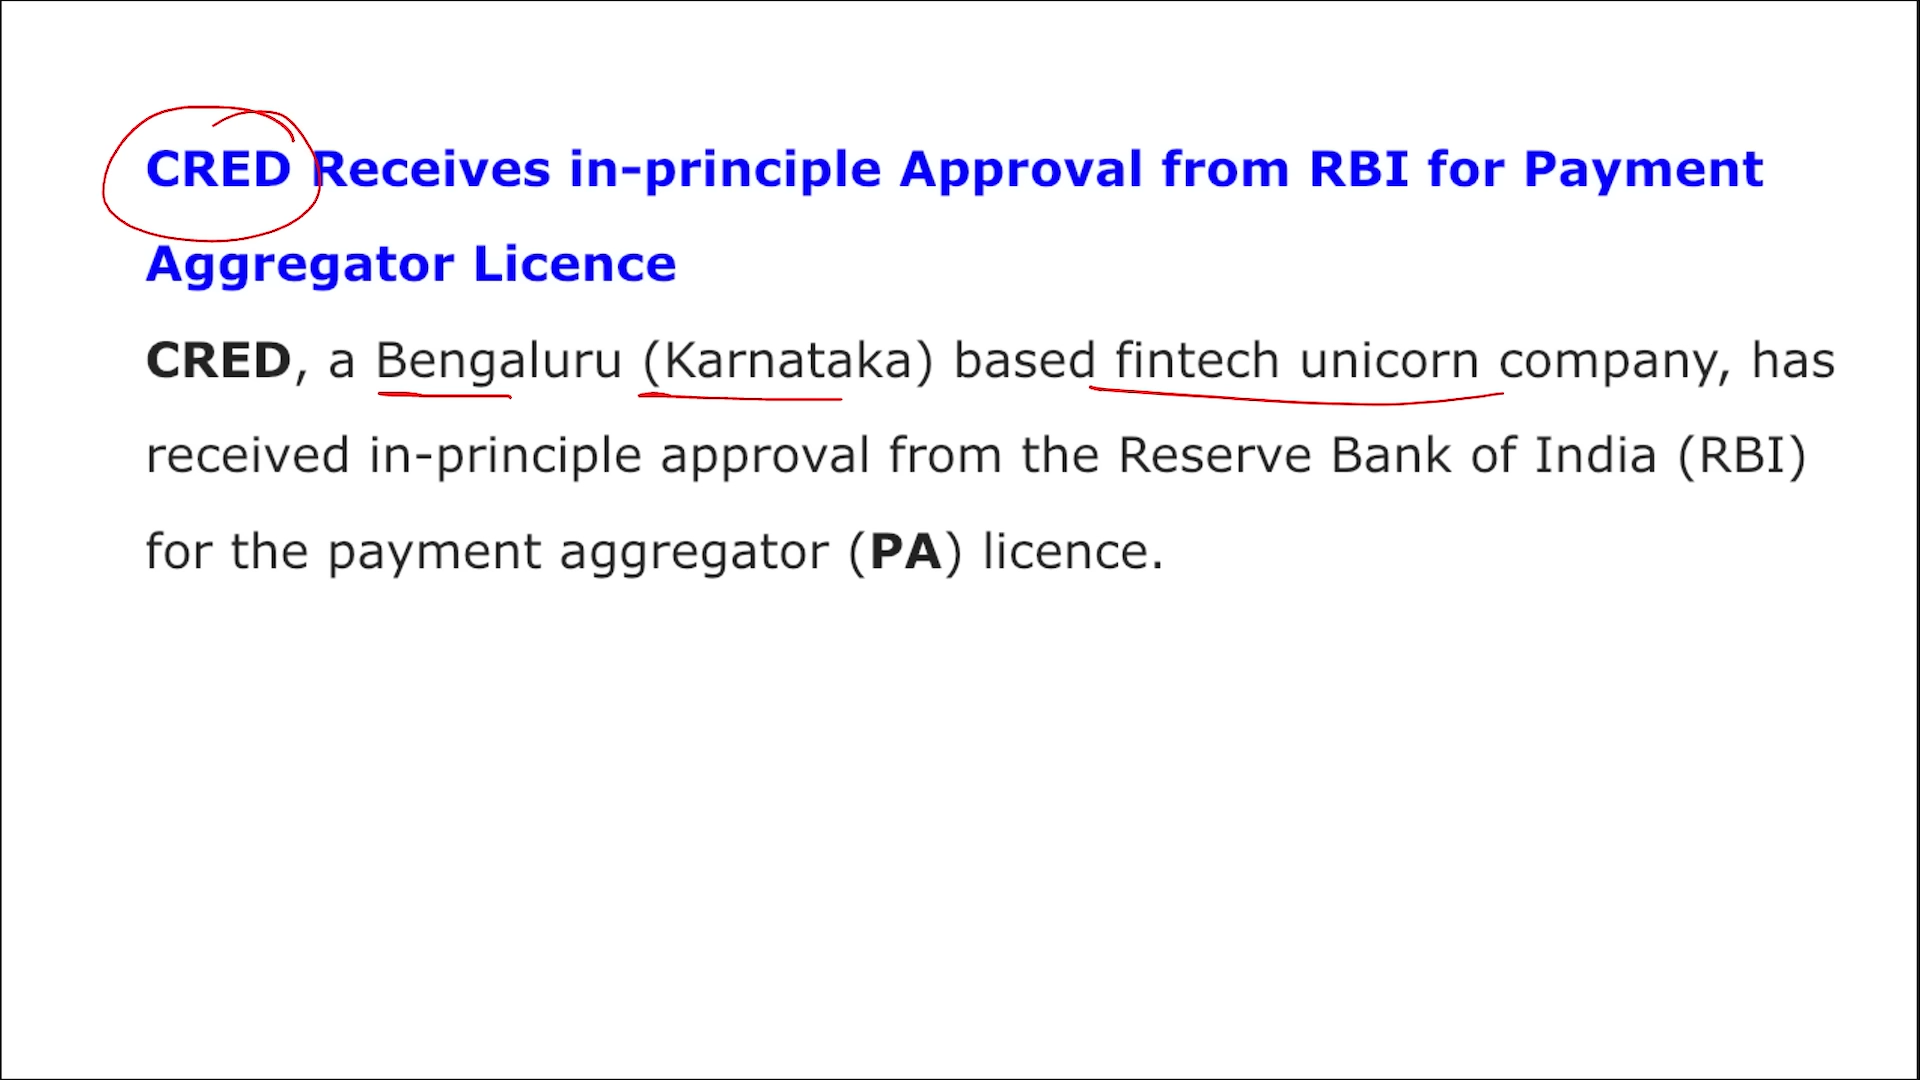 CRED Receives in-principle Approval from RBI for Payment
Aggregator Licence
CRED, a Bengaluru (Karnataka) based fintech unicorn company, has
received in-principle approval from the Reserve Bank of India (RBI)
for the payment aggregator (PA) licence.